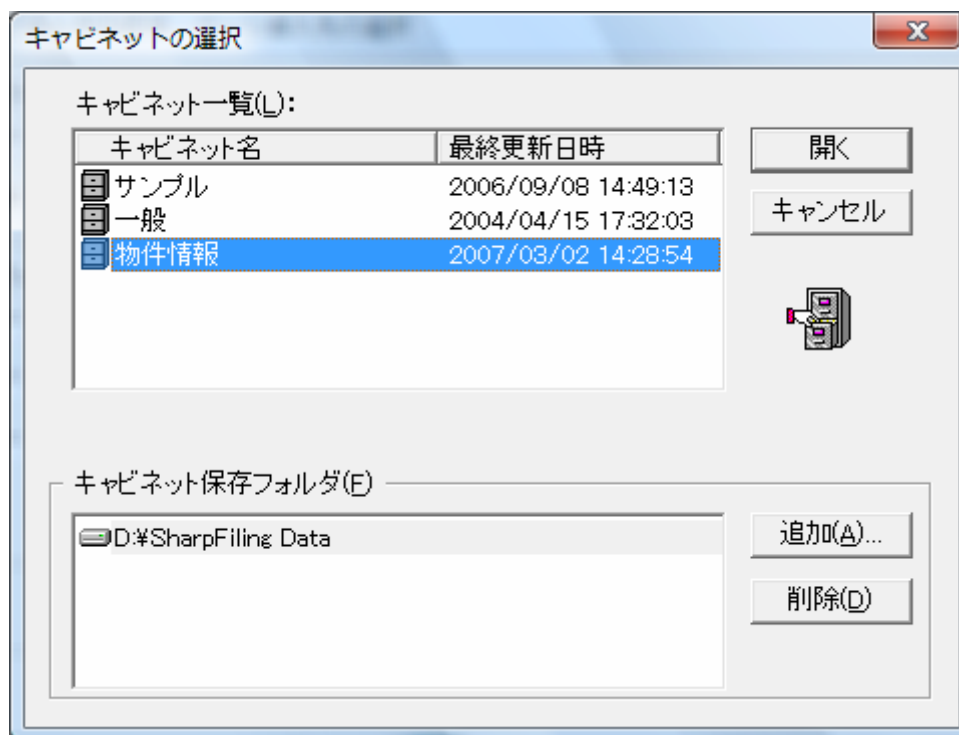 キャビネットの選択
キャビネット一覧(L):
キャビネット名 最終更新日時
サンプル 2006/09/08 14:49:13
一般 2004/04/15 17:32:03
物件情報 2007/03/02 14:28:54
開く
キャンセル
キャビネット保存フォルダ(F)
D:¥SharpFiling Data
追加(A)...
削除(D)